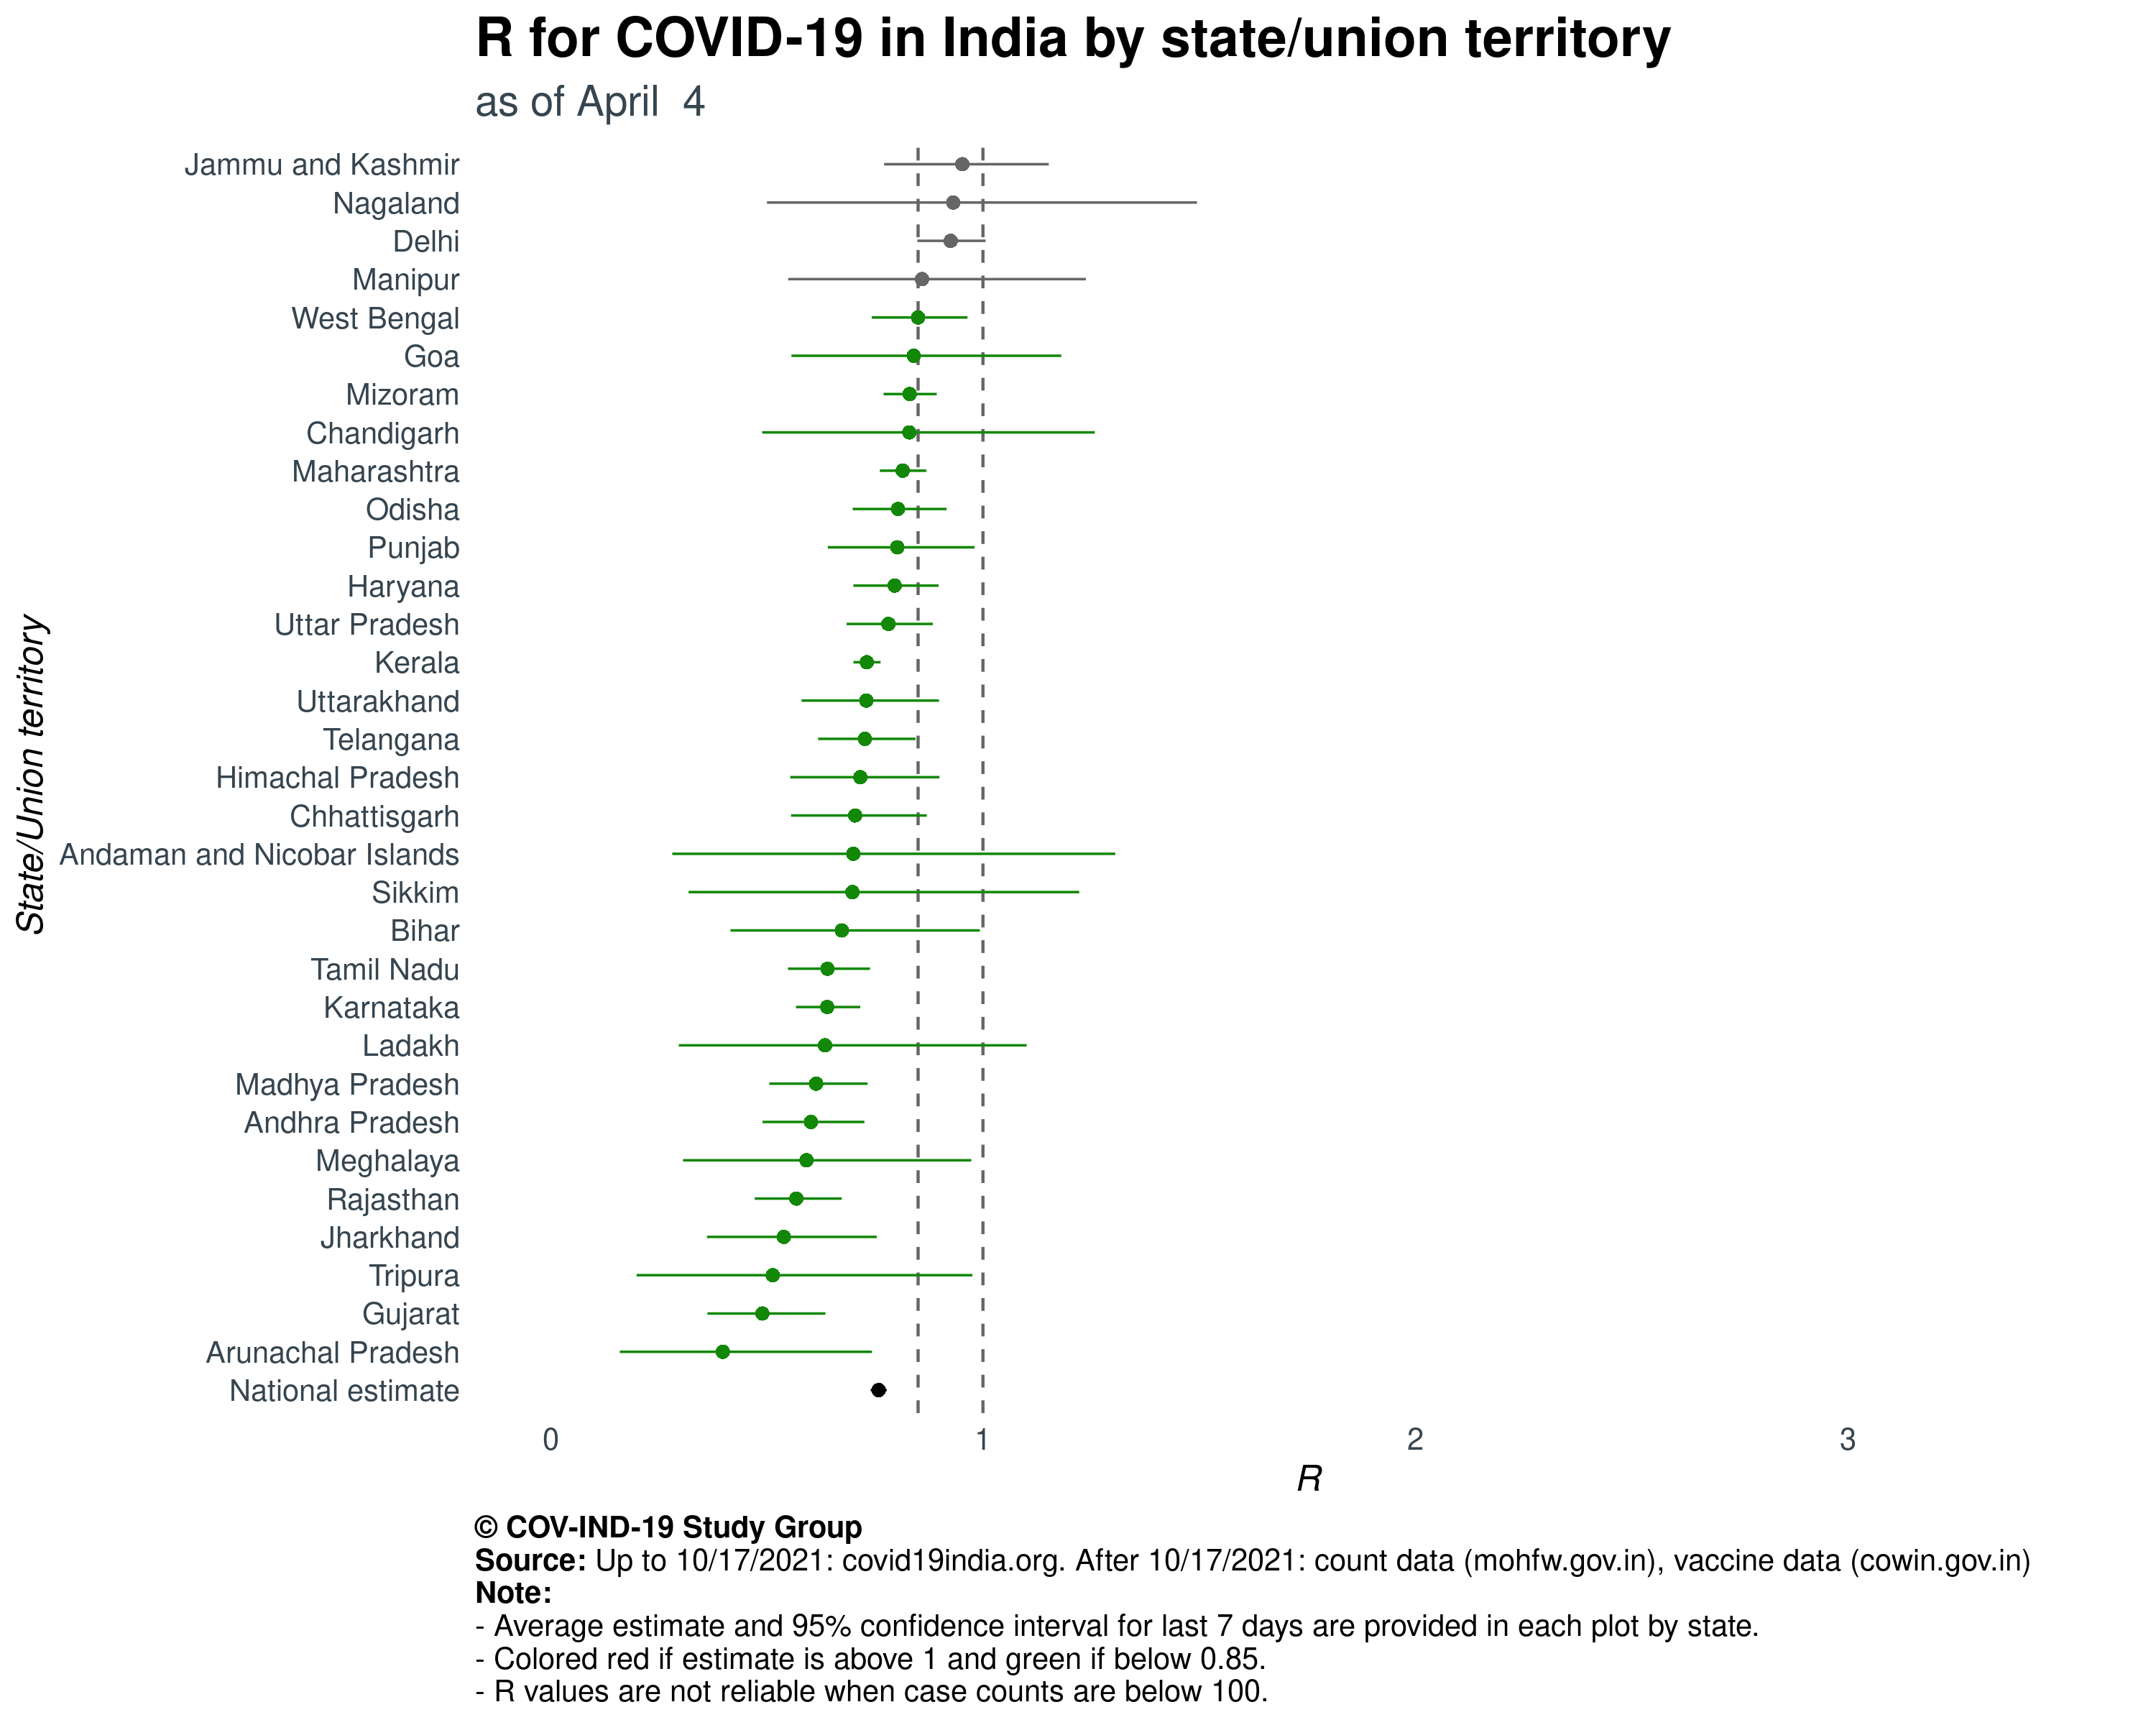 R for COVID-19 in India by state/union territory
as of April  4
State/Union territory
Jammu and Kashmir
Nagaland
Delhi
Manipur
West Bengal
Goa
Mizoram
Chandigarh
Maharashtra
Odisha
Punjab
Haryana
Uttar Pradesh
Kerala
Uttarakhand
Telangana
Himachal Pradesh
Chhattisgarh
Andaman and Nicobar Islands
Sikkim
Bihar
Tamil Nadu
Karnataka
Ladakh
Madhya Pradesh
Andhra Pradesh
Meghalaya
Rajasthan
Jharkhand
Tripura
Gujarat
Arunachal Pradesh
National estimate
0 1 2 3
R
© COV-IND-19 Study Group
Source: Up to 10/17/2021: covid19india.org. After 10/17/2021: count data (mohfw.gov.in), vaccine data (cowin.gov.in)
Note:
- Average estimate and 95% confidence interval for last 7 days are provided in each plot by state.
- Colored red if estimate is above 1 and green if below 0.85.
- R values are not reliable when case counts are below 100.